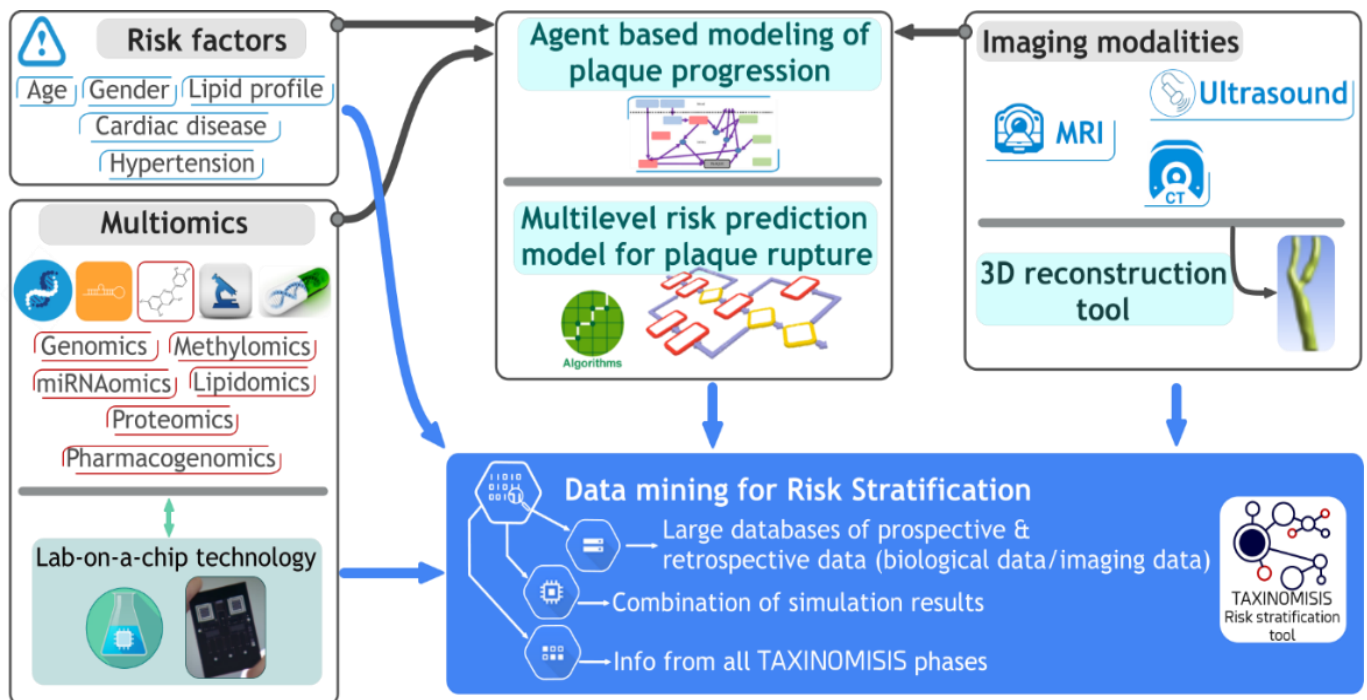 Risk factors
Age Gender Lipid profile
Cardiac disease
Hypertension
Multiomics
Genomics Methylomics
miRNAomics Lipidomics
Proteomics
Pharmacogenomics
Lab-on-a-chip technology
Agent based modeling of
plaque progression
Multilevel risk prediction
model for plaque rupture
Algorithms
Imaging modalities
Ultrasound
MRI
CT
3D reconstruction
tool
11010
Data mining for Risk Stratification
Large databases of prospective &
retrospective data (biological data/imaging data)
Combination of simulation results
Info from all TAXINOMISIS phases
TAXINOMISIS
Risk stratification
tool